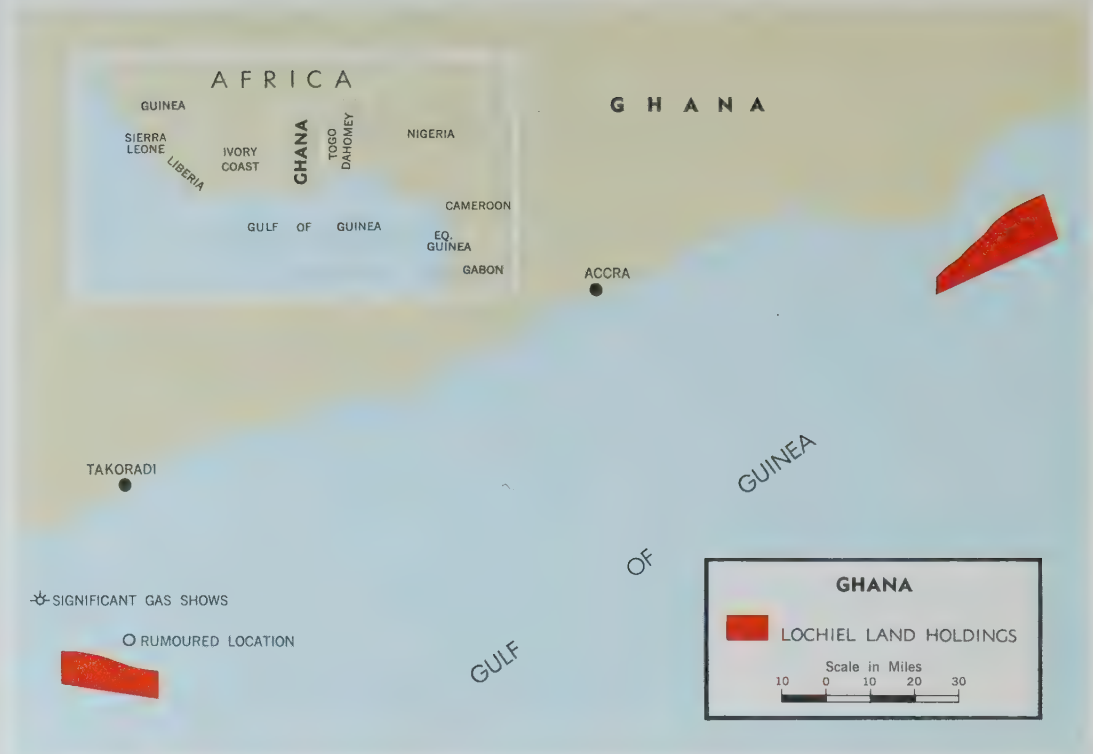 AFRICA
GUINEA
SIERRA
LEONE
LIBERIA
IVORY
COAST
GHANA
TOGO
DAHOMEY
NIGERIA
CAMEROON
GULF OF GUINEA
EQ.
GUINEA
GABON
GHANA
ACCRA
TAKORADI
GULF OF GUINEA
SIGNIFICANT GAS SHOWS
RUMOURED LOCATION
GHANA
LOCHIEL LAND HOLDINGS
Scale in Miles
10 0 10 20 30